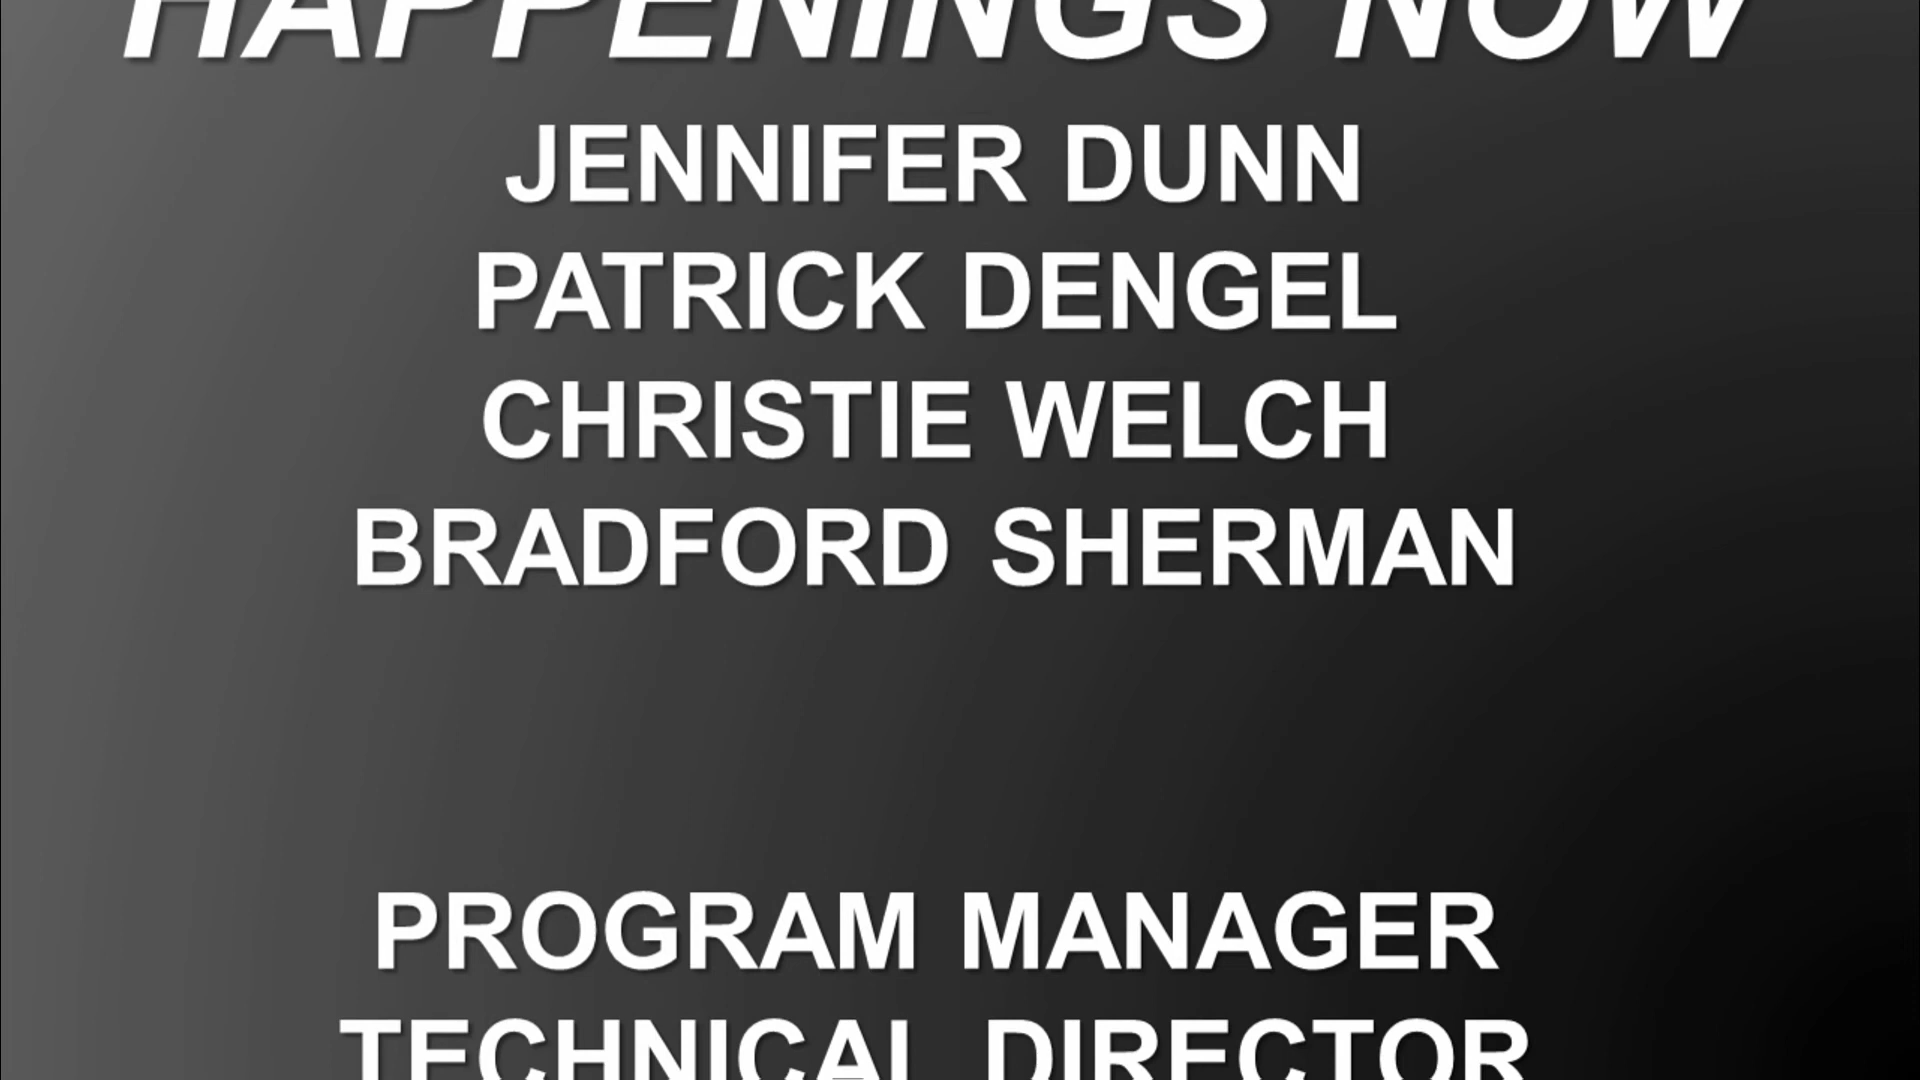 HAPPENINGS NOW
JENNIFER DUNN
PATRICK DENGEL
CHRISTIE WELCH
BRADFORD SHERMAN
PROGRAM MANAGER
TECHNICAL DIRECTOR